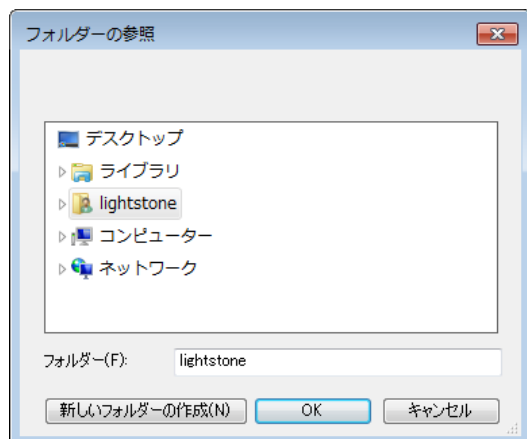 フォルダーの参照
デスクトップ
ライブラリ
lightstone
コンピューター
ネットワーク
フォルダー(F): lightstone
新しいフォルダーの作成(N) OK キャンセル